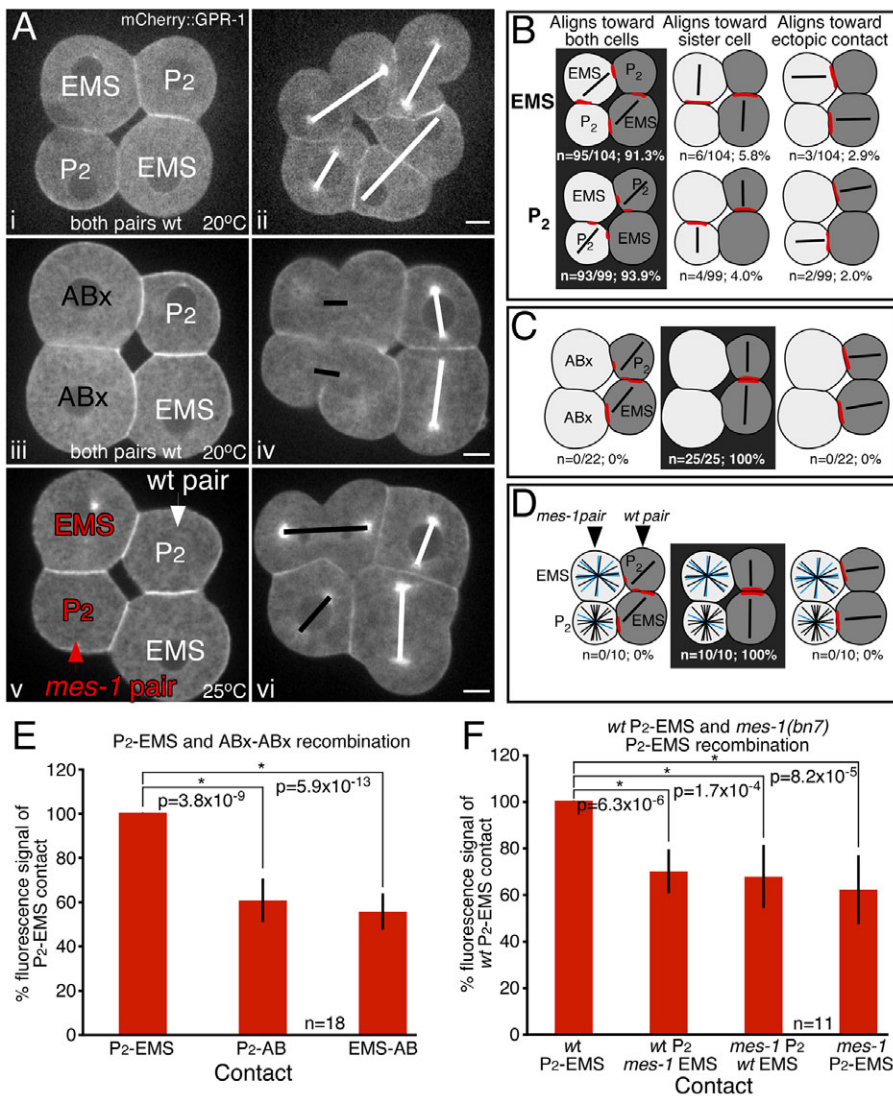 A
mCherry::GPR-1
EMS
P2
P2
EMS
i
both pairs wt
20°C
ii
ABx
P2
ABx
EMS
iii
both pairs wt
20°C
iv
wt pair
EMS
P2
P2
EMS
v
mes-1 pair
25°C
vi
B
Aligns toward both cells
Aligns toward sister cell
Aligns toward ectopic contact
EMS
EMS
P2
P2
EMS
n=95/104; 91.3%
n=6/104; 5.8%
n=3/104; 2.9%
P2
EMS
P2
P2
EMS
n=93/99; 93.9%
n=4/99; 4.0%
n=2/99; 2.0%
C
ABx
P2
ABx
EMS
n=0/22; 0%
n=25/25; 100%
n=0/22; 0%
D
mes-1pair
wt pair
EMS
P2
P2
EMS
n=0/10; 0%
n=10/10; 100%
n=0/10; 0%
E
P2-EMS and ABx-ABx recombination
% fluorescence signal of P2-EMS contact
120
100
80
60
40
20
0
*
*
p=5.9x10-13
p=3.8x10-9
n=18
P2-EMS
P2-AB
EMS-AB
Contact
F
wt P2-EMS and mes-1(bn7)
P2-EMS recombination
% fluorescence signal of wt P2-EMS contact
120
100
80
60
40
20
0
*
*
*
p=8.2x10-5
p=1.7x10-4
p=6.3x10-6
n=11
wt P2-EMS
wt P2 mes-1 EMS
mes-1 P2 wt EMS
mes-1 P2-EMS
Contact